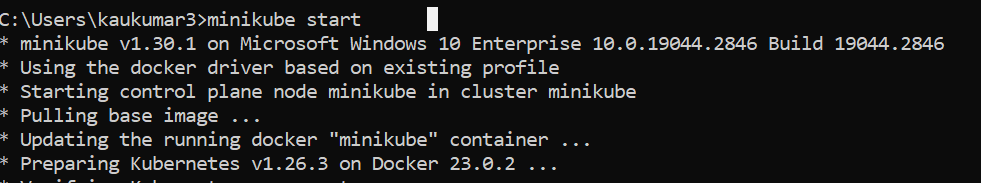 C:\Users\kaukumar3>minikube start
* minikube v1.30.1 on Microsoft Windows 10 Enterprise 10.0.19044.2846 Build 19044.2846
* Using the docker driver based on existing profile
* Starting control plane node minikube in cluster minikube
* Pulling base image ...
* Updating the running docker "minikube" container ...
* Preparing Kubernetes v1.26.3 on Docker 23.0.2 ...